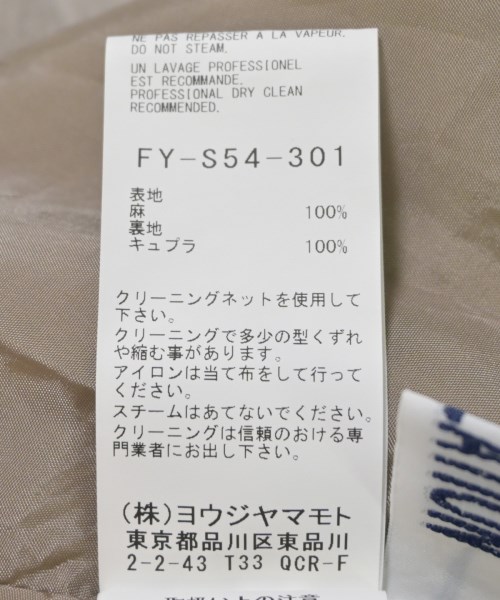 NE PAS REPASSER A LA VAPEUR.
DO NOT STEAM.
UN LAVAGE PROFESSIONEL
EST RECOMMANDE.
PROFESSIONAL DRY CLEAN
RECOMMENDED.
FY-S54-301
表地
麻 100%
裏地
キュプラ 100%
クリーニングネットを使用して
下さい。
クリーニングで多少の型くずれ
や縮む事があります。
アイロンは当て布をして行って
ください。
スチームはあてないでください。
クリーニングは信頼のおける専
門業者にお出し下さい。
(株)ヨウジヤマモト
東京都品川区東品川
2-2-43 T33 QCR-F
取扱い上の注意